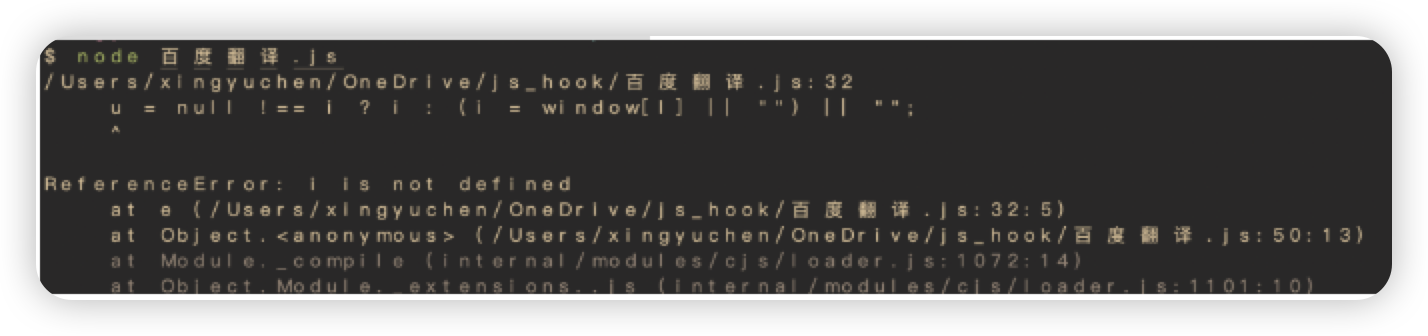 $ node 百度翻译.js
/Users/xingyuchen/OneDrive/js_hook/百度翻译.js:32
    u = null !== i ? i : (i = window[l] || "") || "";
    ^
ReferenceError: i is not defined
    at e (/Users/xingyuchen/OneDrive/js_hook/百度翻译.js:32:5)
    at Object.<anonymous> (/Users/xingyuchen/OneDrive/js_hook/百度翻译.js:50:13)
    at Module._compile (internal/modules/cjs/loader.js:1072:14)
    at Object.Module._extensions..js (internal/modules/cjs/loader.js:1101:10)